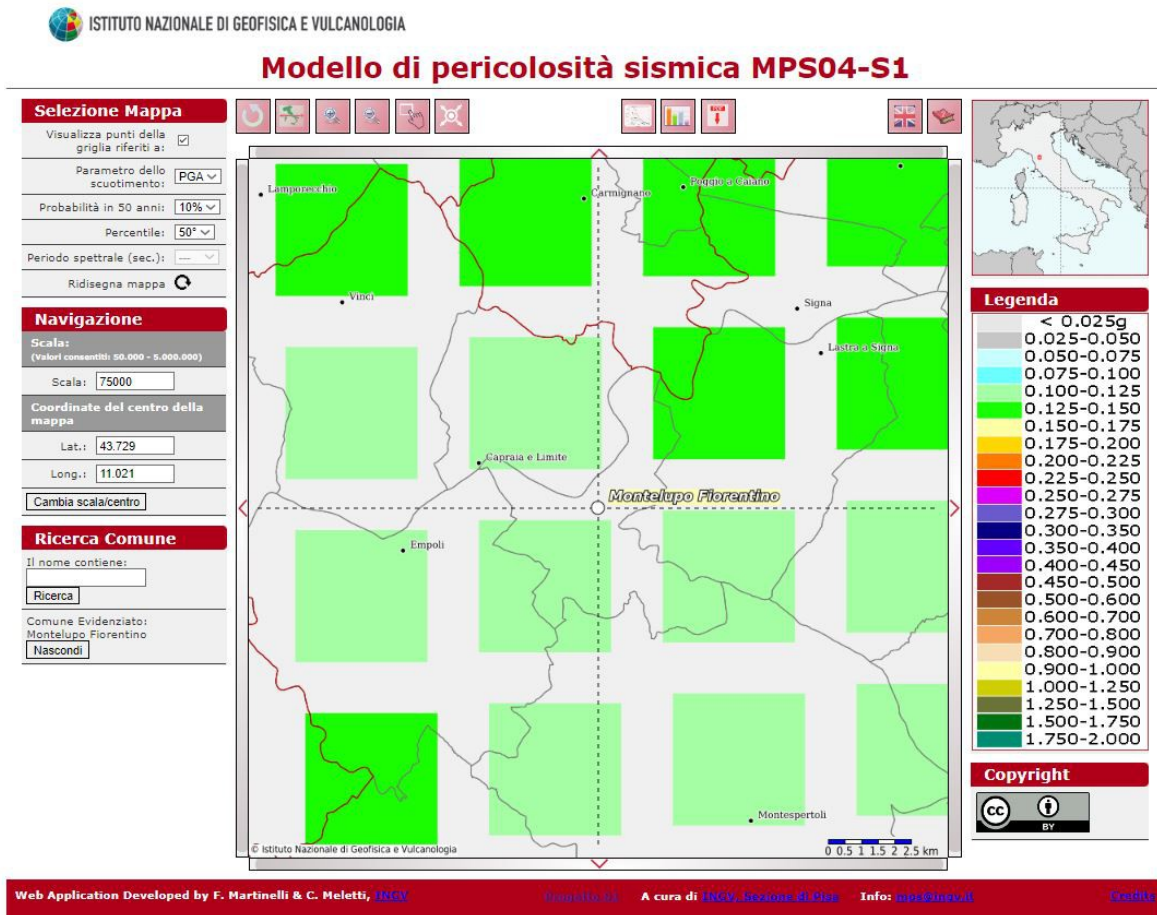 ISTITUTO NAZIONALE DI GEOFISICA E VULCANOLOGIA
Modello di pericolosità sismica MPS04-S1
Selezione Mappa
Visualizza punti della
griglia riferiti a:
Parametro dello
scuotimento: PGA
Probabilità in 50 anni: 10%
Percentile: 50°
Periodo spettrale (sec.): ---
Ridisegna mappa
Navigazione
Scala:
(Valori consentiti: 50.000 - 5.000.000)
Scala: 75000
Coordinate del centro della
mappa
Lat.: 43.729
Long.: 11.021
Cambia scala/centro
Ricerca Comune
Il nome contiene:
Ricerca
Comune Evidenziato:
Montelupo Fiorentino
Nascondi
PDF
Lamporecchio
Carmignano
Poggio a Caiano
Vinci
Signa
Lastra a Signa
Capraia e Limite
Montelupo Fiorentino
Empoli
Montespertoli
© Istituto Nazionale di Geofisica e Vulcanologia
0 0.5 1 1.5 2 2.5 km
Legenda
< 0.025g
0.025-0.050
0.050-0.075
0.075-0.100
0.100-0.125
0.125-0.150
0.150-0.175
0.175-0.200
0.200-0.225
0.225-0.250
0.250-0.275
0.275-0.300
0.300-0.350
0.350-0.400
0.400-0.450
0.450-0.500
0.500-0.600
0.600-0.700
0.700-0.800
0.800-0.900
0.900-1.000
1.000-1.250
1.250-1.500
1.500-1.750
1.750-2.000
Copyright
cc
BY
Web Application Developed by F. Martinelli & C. Meletti, INGV
Progetto S1
A cura di INGV, Sezione di Pisa
Info: mps@ingv.it
Credits